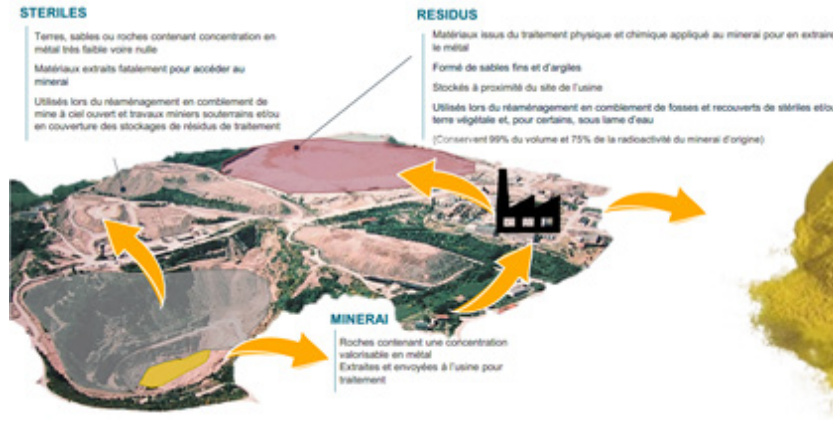 STERILES
Terres, sables ou roches contenant concentration en
métal très faible voire nulle
Matériaux extraits fatalement pour accéder au
minerai
Utilisés lors du réaménagement en comblement de
mine à ciel ouvert et travaux miniers souterrains et/ou
en couverture des stockages de résidus de traitement
RESIDUS
Matériaux issus du traitement physique et chimique appliqué au minerai pour en extraire
le métal
Formé de sables fins et d'argiles
Stockés à proximité du site de l'usine
Utilisés lors du réaménagement en comblement de fosses et recouverts de stériles et/ou
terre végétale et, pour certains, sous lame d'eau
(Conservent 99% du volume et 75% de la radioactivité du minerai d'origine)
MINERAI
Roches contenant une concentration
valorisable en métal
Extraites et envoyées à l'usine pour
traitement